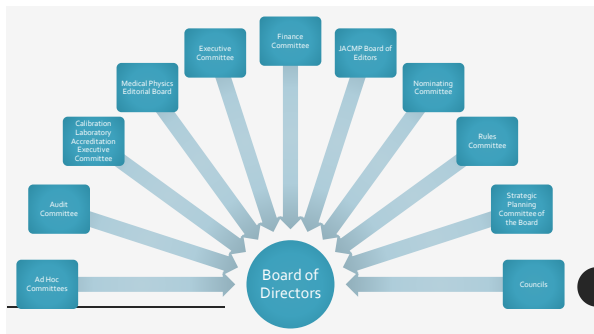 Finance
Committee
Executive
Committee
JACMP Board of
Editors
Medical Physics
Editorial Board
Nominating
Committee
Calibration
Laboratory
Accreditation
Executive
Committee
Rules
Committee
Audit
Committee
Strategic
Planning
Committee of
the Board
Ad Hoc
Committees
Board of
Directors
Councils